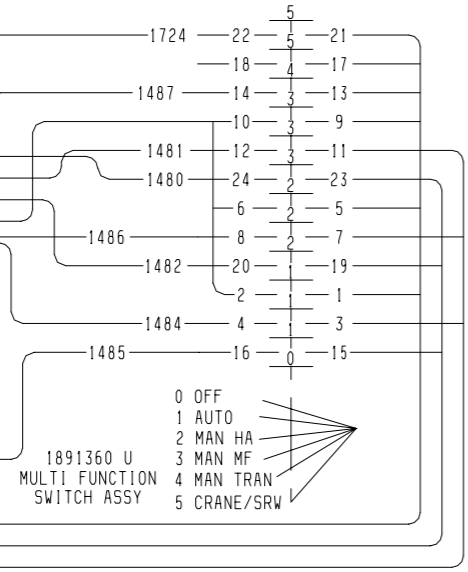 5
1724 22 5 21
18 4 17
1487 14 3 13
10 3 9
1481 12 3 11
1480 24 2 23
6 2 5
1486 8 2 7
1482 20 1 19
2 1 1
1484 4 1 3
1485 16 0 15
0 OFF
1 AUTO
2 MAN HA
3 MAN MF
4 MAN TRAN
5 CRANE/SRW
1891360 U
MULTI FUNCTION
SWITCH ASSY